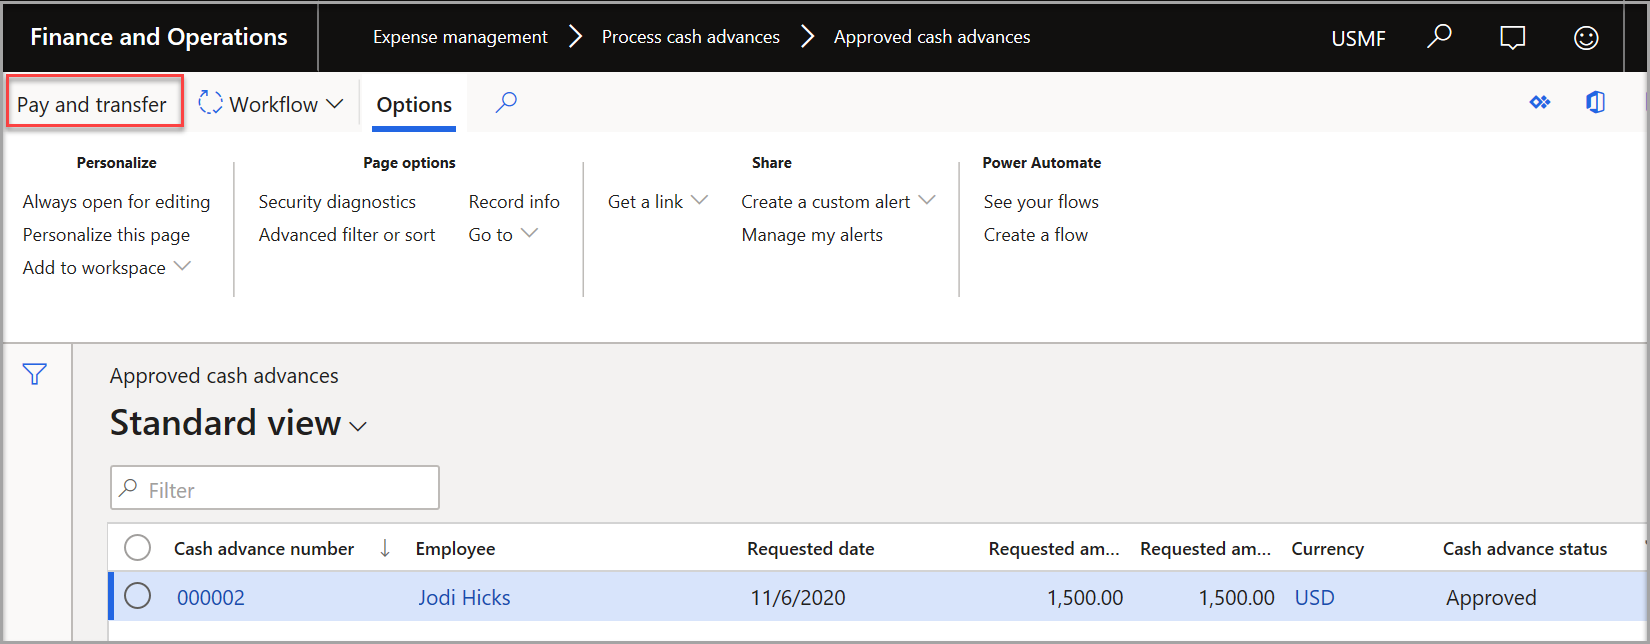 Finance and Operations
Expense management
Process cash advances
Approved cash advances
USMF
Pay and transfer
Workflow
Options
Personalize
Always open for editing
Personalize this page
Add to workspace
Page options
Security diagnostics
Record info
Advanced filter or sort
Go to
Share
Get a link
Create a custom alert
Manage my alerts
Power Automate
See your flows
Create a flow
Approved cash advances
Standard view
Filter
Cash advance number Employee Requested date Requested am... Requested am... Currency Cash advance status
000002 Jodi Hicks 11/6/2020 1,500.00 1,500.00 USD Approved